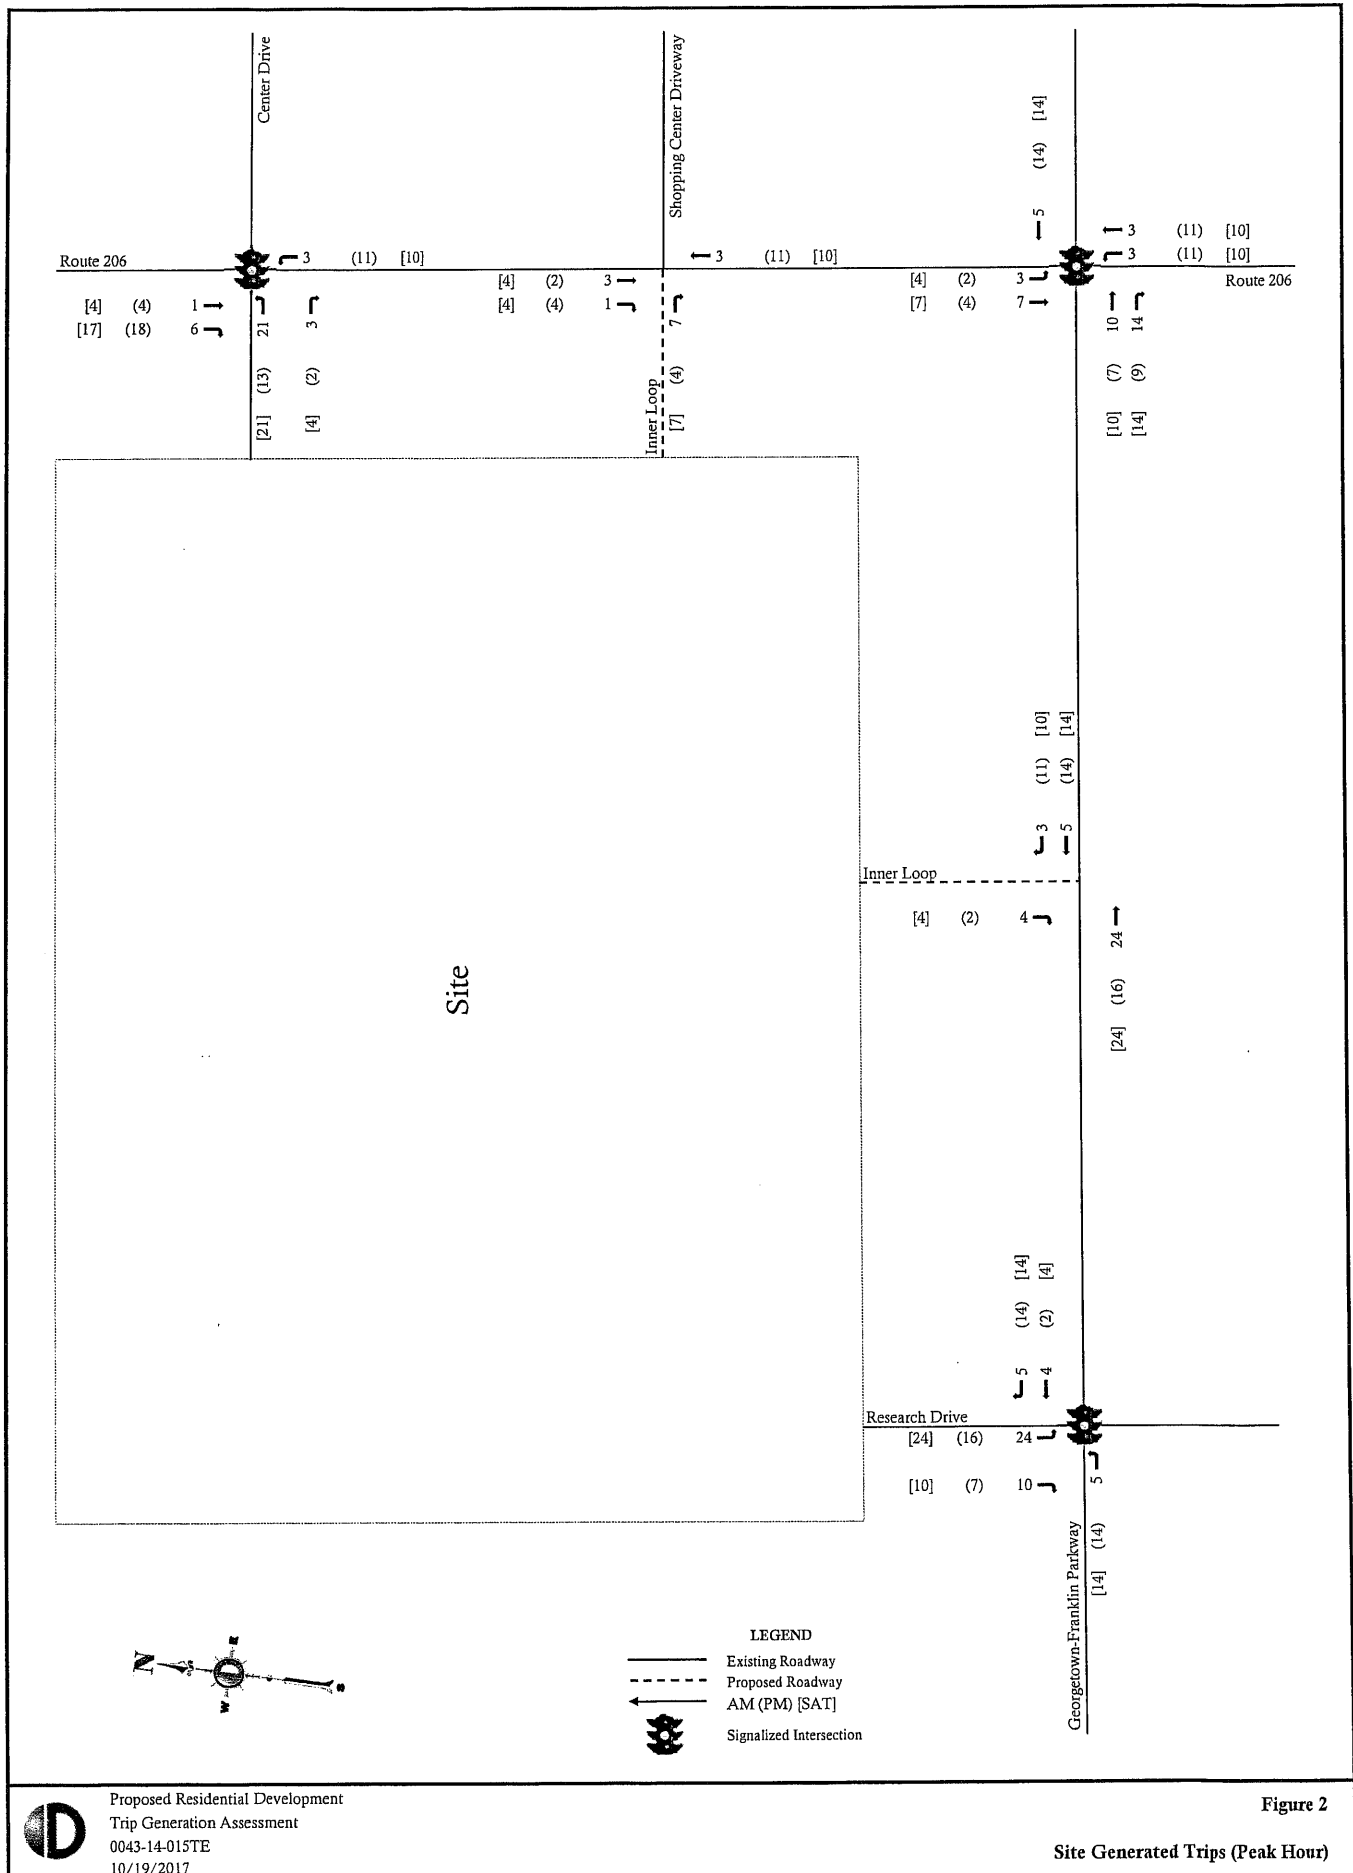 Center Drive
Shopping Center Driveway
5 (14) [14]
Route 206
3 (11) [10]
[4] (4) 1
[17] (18) 6
21 (13) [21]
3 (2) [4]
3 (11) [10]
[4] (2) 3
[4] (4) 1
7 (4) [7]
Inner Loop
3 (11) [10]
3 (11) [10]
Route 206
[4] (2) 3
[7] (4) 7
[10] (7) 10
[14] (9) 14
3 (11) [10]
5 (14) [14]
Inner Loop
[4] (2) 4
[24] (16) 24
Site
5 (14) [14]
4 (2) [4]
Research Drive
[24] (16) 24
[10] (7) 10
[14] (14) 5
Georgetown-Franklin Parkway
N
E
W
S
D
LEGEND
Existing Roadway
Proposed Roadway
AM (PM) [SAT]
Signalized Intersection
D
Proposed Residential Development
Trip Generation Assessment
0043-14-015TE
10/19/2017
Figure 2
Site Generated Trips (Peak Hour)